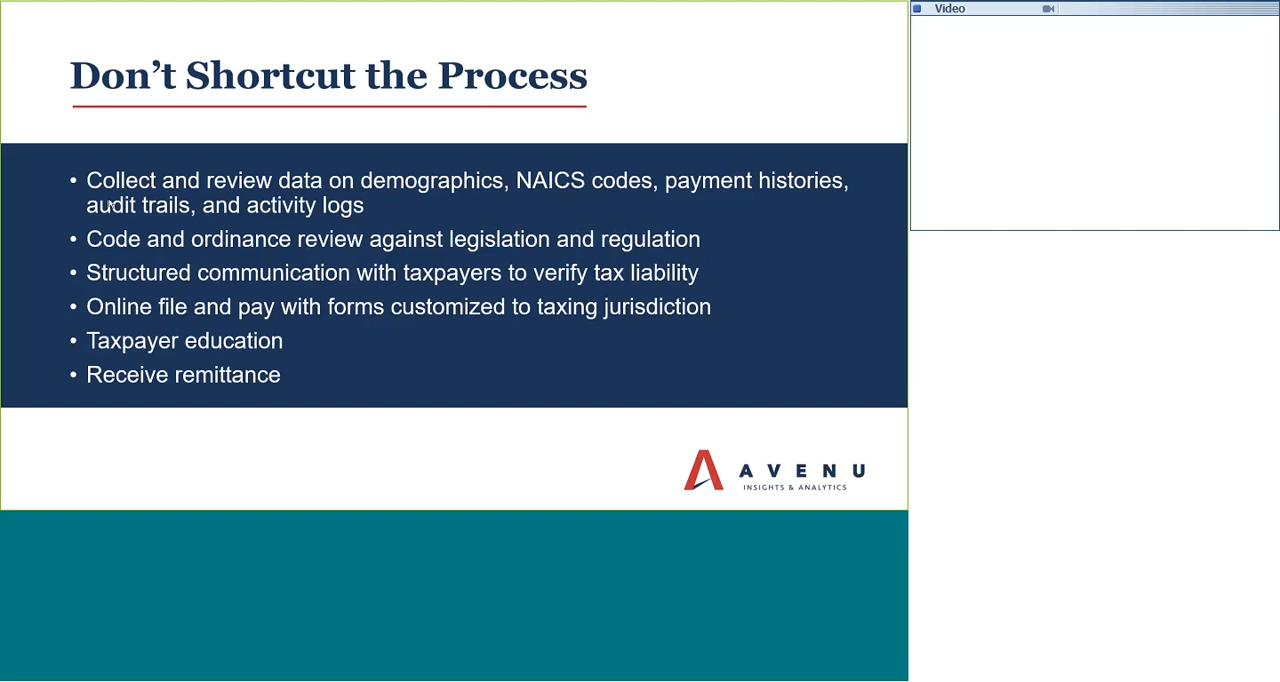 Don’t Shortcut the Process
• Collect and review data on demographics, NAICS codes, payment histories,
audit trails, and activity logs
• Code and ordinance review against legislation and regulation
• Structured communication with taxpayers to verify tax liability
• Online file and pay with forms customized to taxing jurisdiction
• Taxpayer education
• Receive remittance
AVENU
INSIGHTS & ANALYTICS
Video